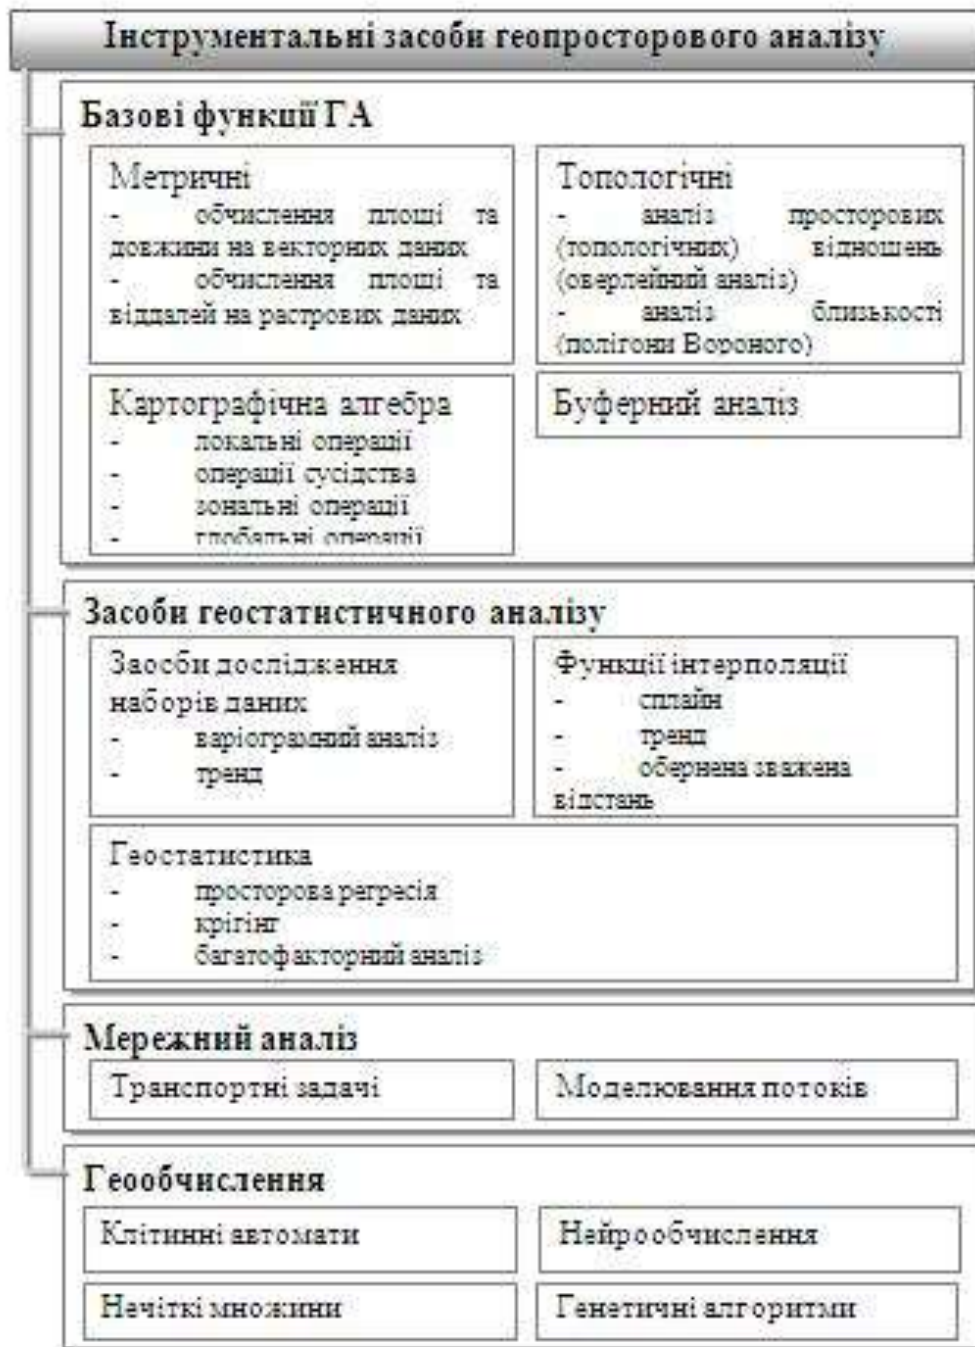 Інструментальні засоби геопросторового аналізу
Базові функції ГА
Метричні
- обчислення площі та
довжини на векторних даних
- обчислення площі та
віддалей на растрових даних
Топологічні
- аналіз просторових
(топологічних) відношень
(оверлейний аналіз)
- аналіз близькості
(полігони Вороного)
Картографічна алгебра
- локальні операції
- операції сусідства
- зональні операції
- глобальні операції
Буферний аналіз
Засоби геостатистичного аналізу
Заосби дослідження
наборів даних
- варіограмний аналіз
- тренд
Функції інтерполяції
- сплайн
- тренд
- обернена зважена
відстань
Геостатистика
- просторова регресія
- крігінг
- багатофакторний аналіз
Мережний аналіз
Транспортні задачі
Моделювання потоків
Геообчислення
Клітинні автомати
Нейрообчислення
Нечіткі множини
Генетичні алгоритми